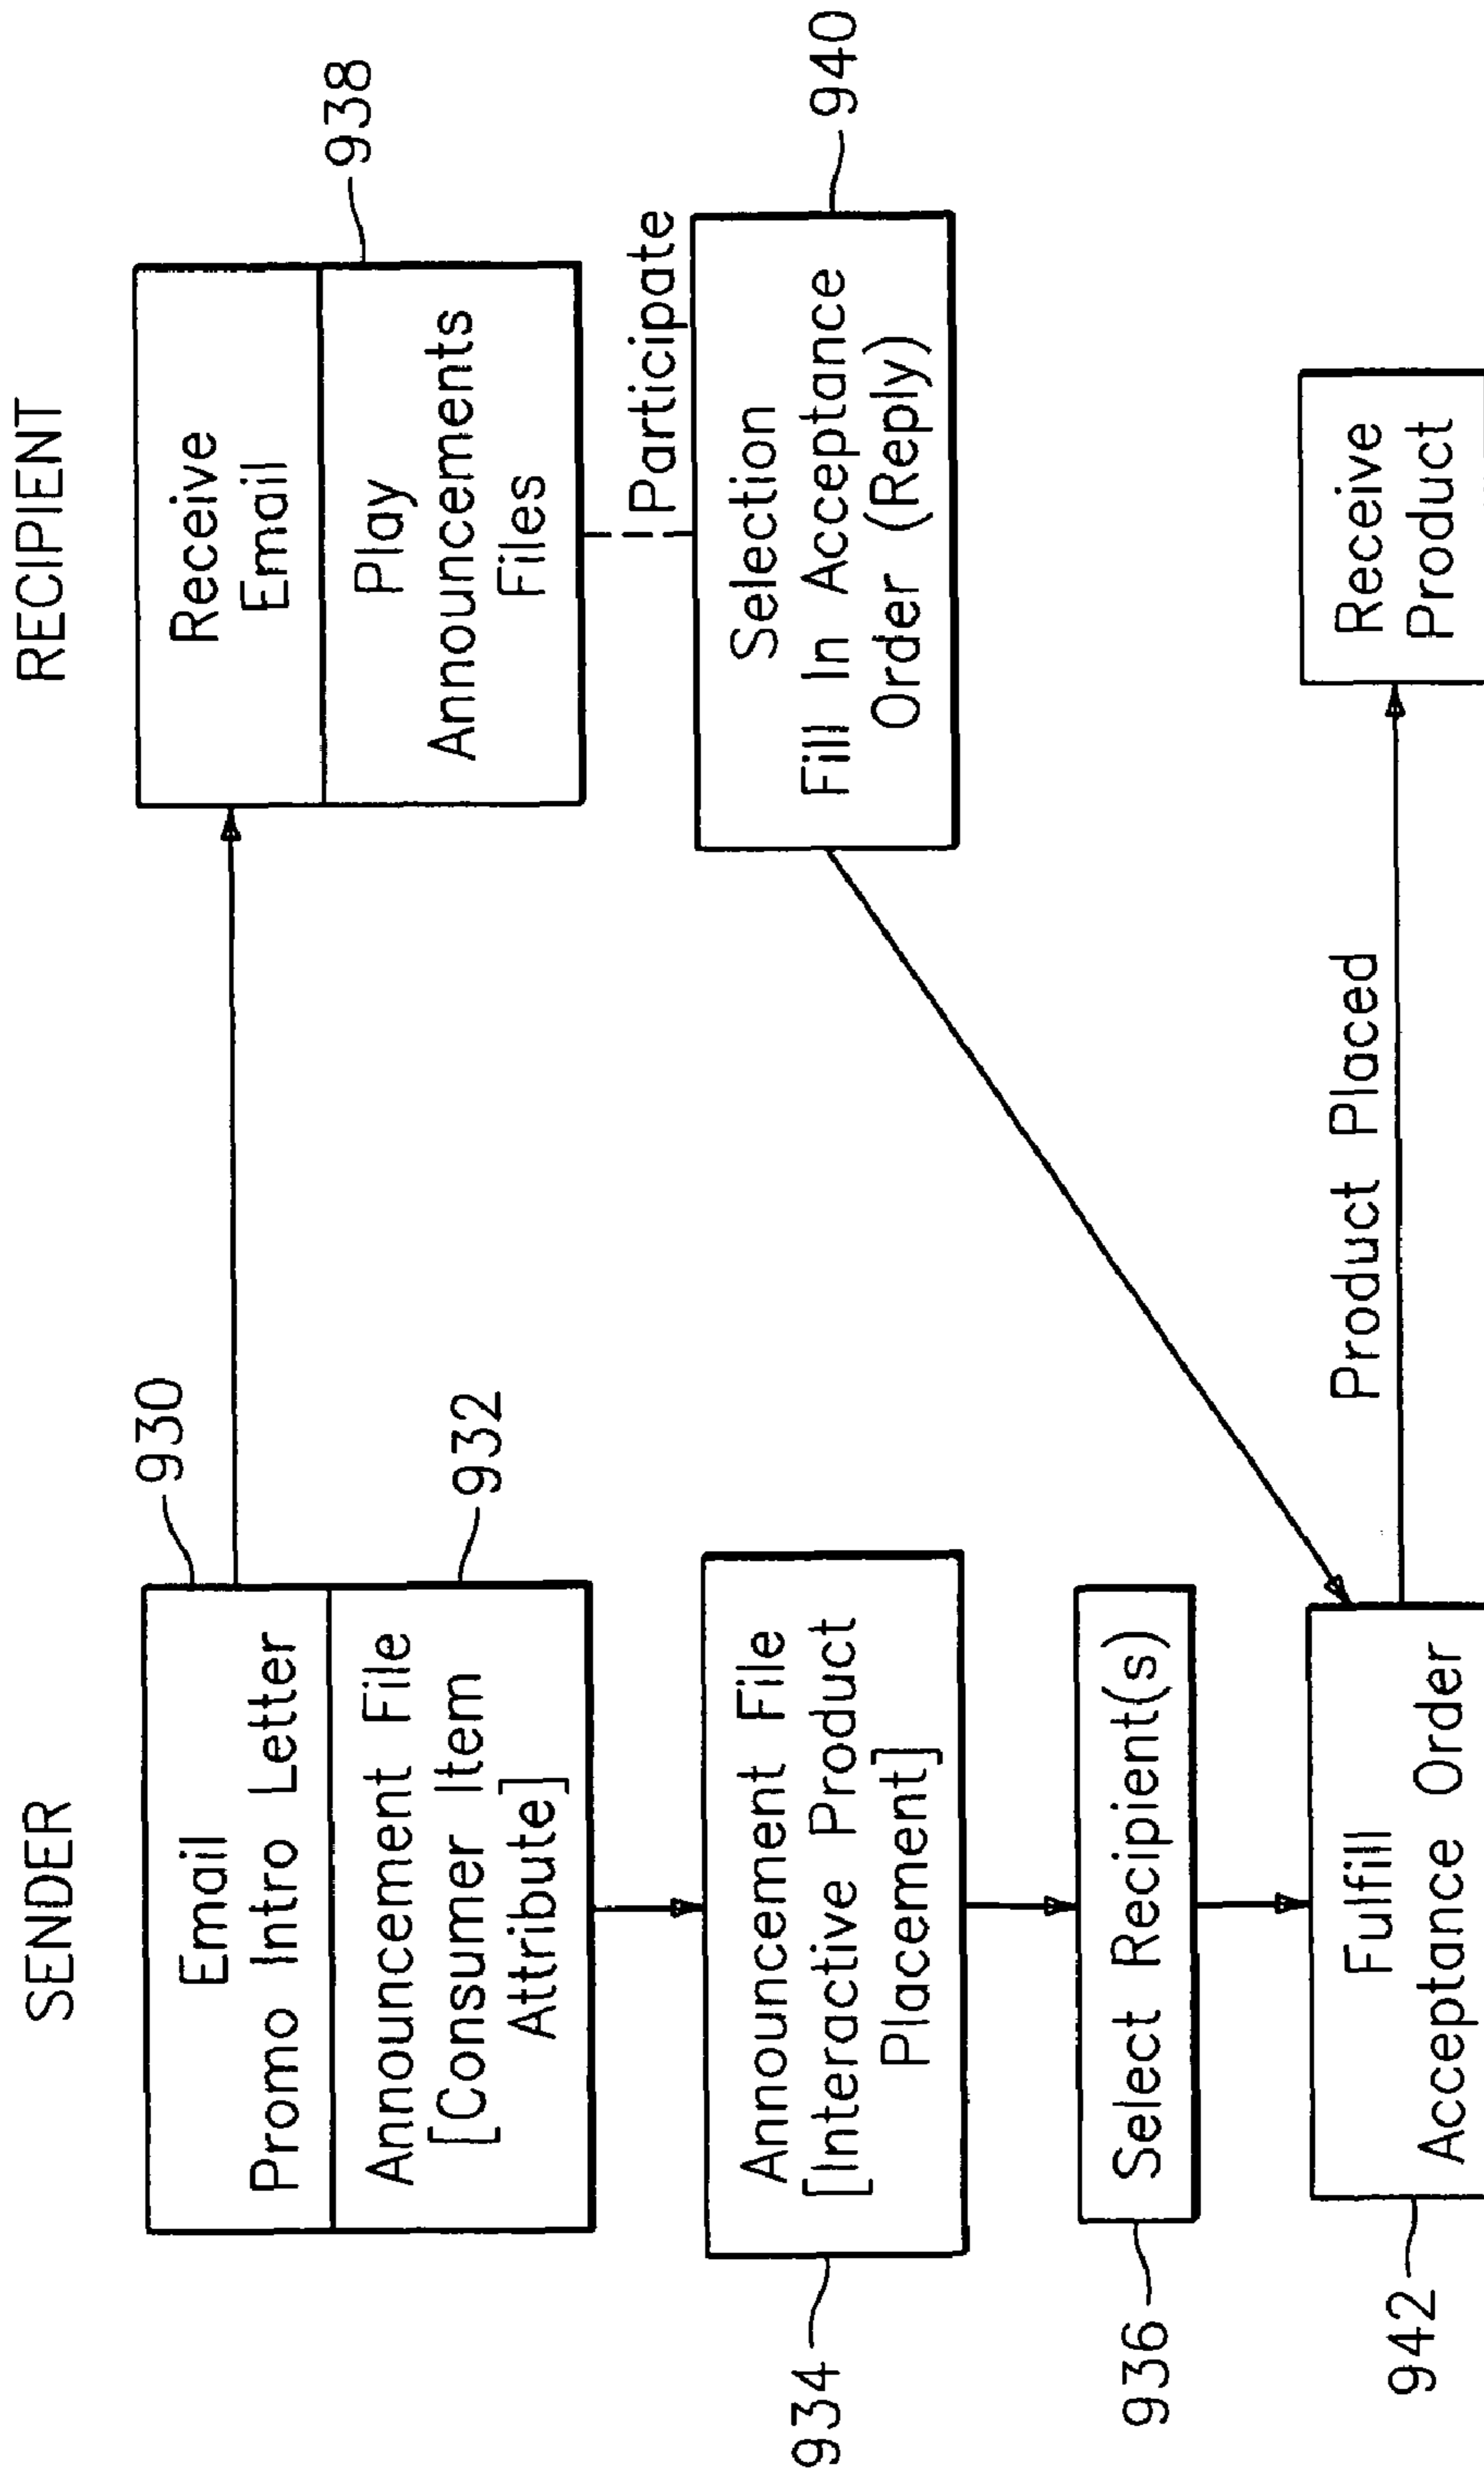 SENDER
RECIPIENT
930
Email
Promo Intro Letter
932
Announcement File
[Consumer Item
Attribute]
Receive
Email
938
Play
Announcements
Files
Participate
934
Announcement File
[Interactive Product
Placement]
Selection
Fill In Acceptance
Order (Reply)
940
936
Select Recipient(s)
942
Fulfill
Acceptance Order
Product Placed
Receive
Product